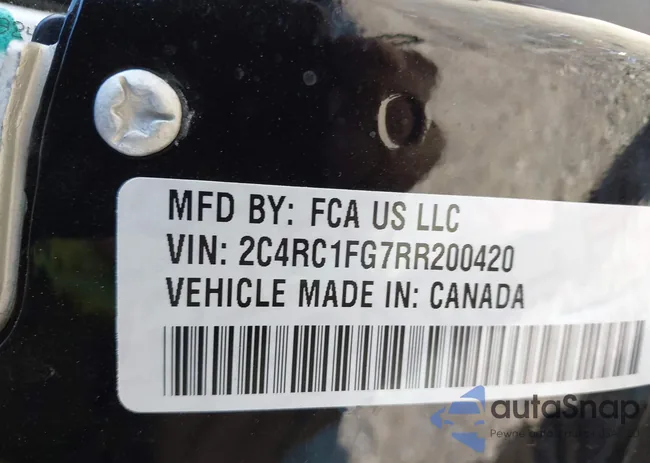 MFD BY: FCA US LLC
VIN: 2C4RC1FG7RR200420
VEHICLE MADE IN: CANADA
autoSnap